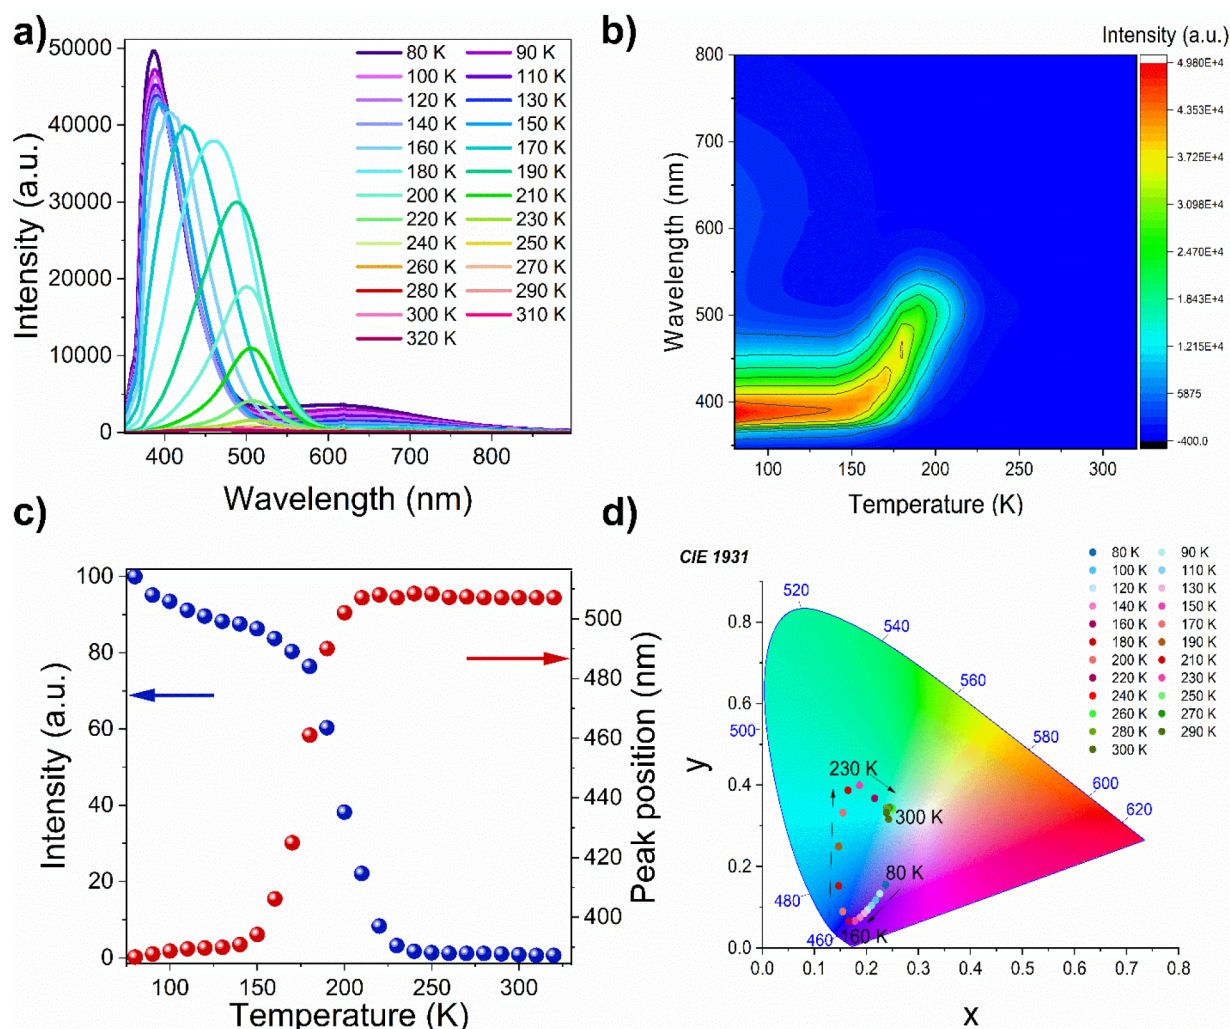 a)
50000
40000
30000
20000
10000
0
Intensity (a.u.)
400 500 600 700 800
Wavelength (nm)
80 K 90 K
100 K 110 K
120 K 130 K
140 K 150 K
160 K 170 K
180 K 190 K
200 K 210 K
220 K 230 K
240 K 250 K
260 K 270 K
280 K 290 K
300 K 310 K
320 K
b)
Intensity (a.u.)
800
700
600
500
400
Wavelength (nm)
100 150 200 250 300
Temperature (K)
4.980E+4
4.353E+4
3.725E+4
3.098E+4
2.470E+4
1.843E+4
1.215E+4
5875
-400.0
c)
100
80
60
40
20
0
Intensity (a.u.)
100 150 200 250 300
Temperature (K)
500
480
460
440
420
400
Peak position (nm)
d)
CIE 1931
80 K 90 K
100 K 110 K
120 K 130 K
140 K 150 K
160 K 170 K
180 K 190 K
200 K 210 K
220 K 230 K
240 K 250 K
260 K 270 K
280 K 290 K
300 K
0.8
0.6
0.4
0.2
0.0
y
0.0 0.1 0.2 0.3 0.4 0.5 0.6 0.7 0.8
x
520
540
560
500
580
600
620
480
460
230 K
300 K
80 K
160 K